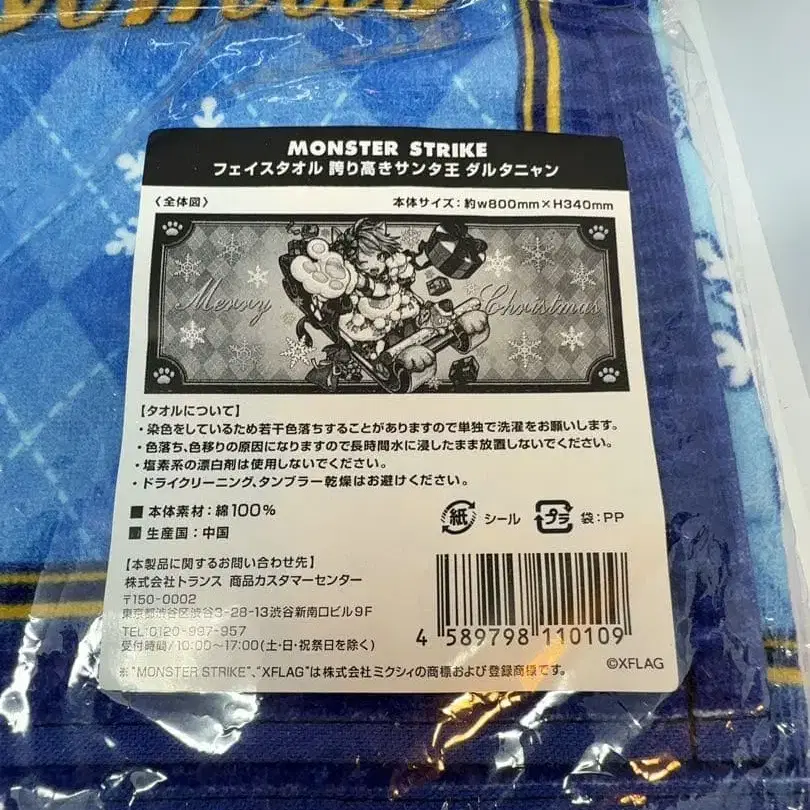 MONSTER STRIKE
フェイスタオル 誇り高きサンタ王 ダルタニャン
〈全体図〉 本体サイズ:約w800mm×H340mm
Merry Christmas
【タオルについて】
・染色をしているため若干色落ちすることがありますので単独で洗濯をお願いします。
・色落ち、色移りの原因になりますので長時間水に浸したまま放置しないでください。
・塩素系の漂白剤は使用しないでください。
・ドライクリーニング、タンブラー乾燥はお避けください。
■本体素材:綿100%
■生産国:中国
紙 シール プラ 袋:PP
【本製品に関するお問い合わせ先】
株式会社トランス 商品カスタマーセンター
〒150-0002
東京都渋谷区渋谷3-28-13渋谷新南口ビル9F
TEL:0120-997-957
受付時間/10:00~17:00(土・日・祝祭日を除く)
4 589798 110109
©XFLAG
※"MONSTER STRIKE"、"XFLAG"は株式会社ミクシィの商標および登録商標です。